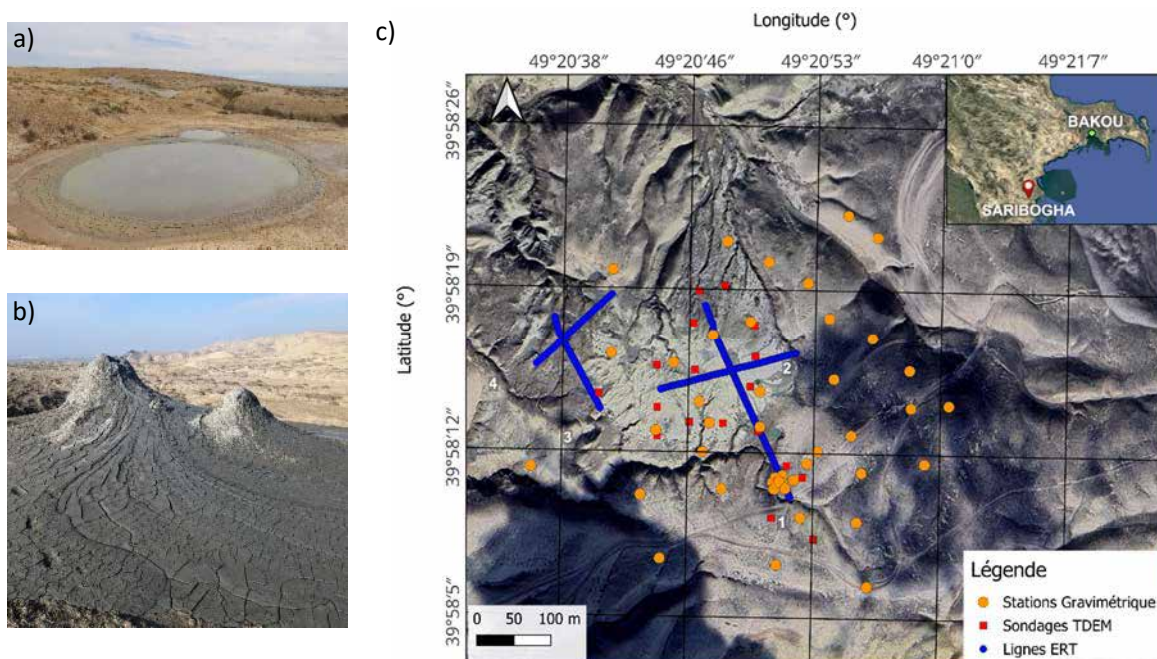 a)
b)
c)
Longitude (°)
49°20'38" 49°20'46" 49°20'53" 49°21'0" 49°21'7"
Latitude (°)
39°58'26"
39°58'19"
39°58'12"
39°58'5"
BAKOU
SARIBOGHA
2
4
3
1
0 50 100 m
Légende
Stations Gravimétrique
Sondages TDEM
Lignes ERT